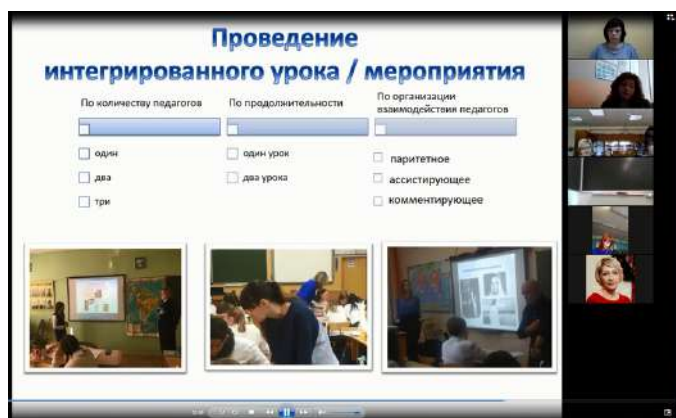 Проведение
интегрированного урока / мероприятия
По количеству педагогов
один
два
три
По продолжительности
один урок
два урока
По организации
взаимодействия педагогов
паритетное
ассистирующее
комментирующее